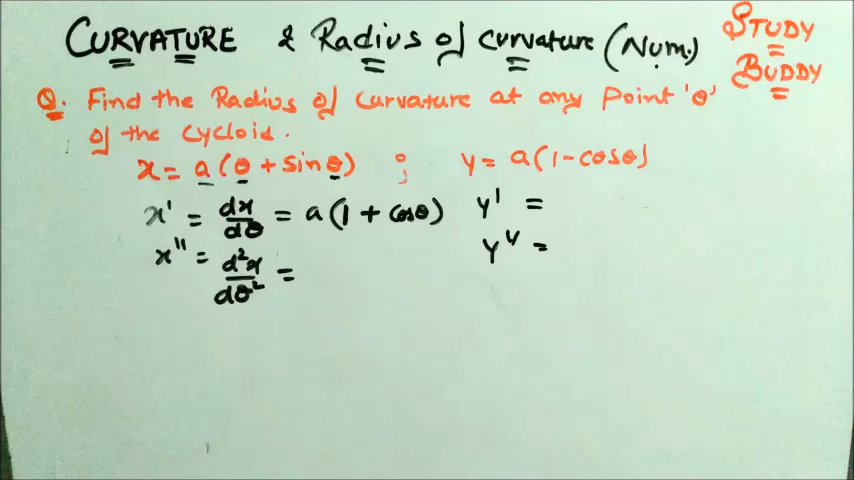 CURVATURE & Radius of curvature (Num.)
STUDY BUDDY
Q. Find the Radius of Curvature at any Point 'θ'
of the cycloid.
x = a(θ + sinθ) ; y = a(1-cosθ)
x' = dx/dθ = a(1 + cosθ) y' =
x'' = d²x/dθ² = y'' =